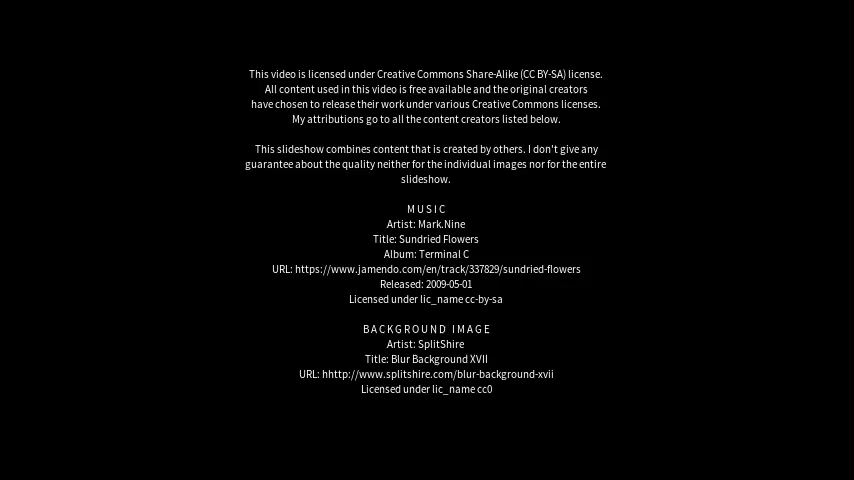 This video is licensed under Creative Commons Share-Alike (CC BY-SA) license.
All content used in this video is free available and the original creators
have chosen to release their work under various Creative Commons licenses.
My attributions go to all the content creators listed below.
This slideshow combines content that is created by others. I don't give any
guarantee about the quality neither for the individual images nor for the entire
slideshow.
MUSIC
Artist: Mark.Nine
Title: Sundried Flowers
Album: Terminal C
URL: https://www.jamendo.com/en/track/337829/sundried-flowers
Released: 2009-05-01
Licensed under lic_name cc-by-sa
BACKGROUND IMAGE
Artist: SplitShire
Title: Blur Background XVII
URL: hhttp://www.splitshire.com/blur-background-xvii
Licensed under lic_name cc0